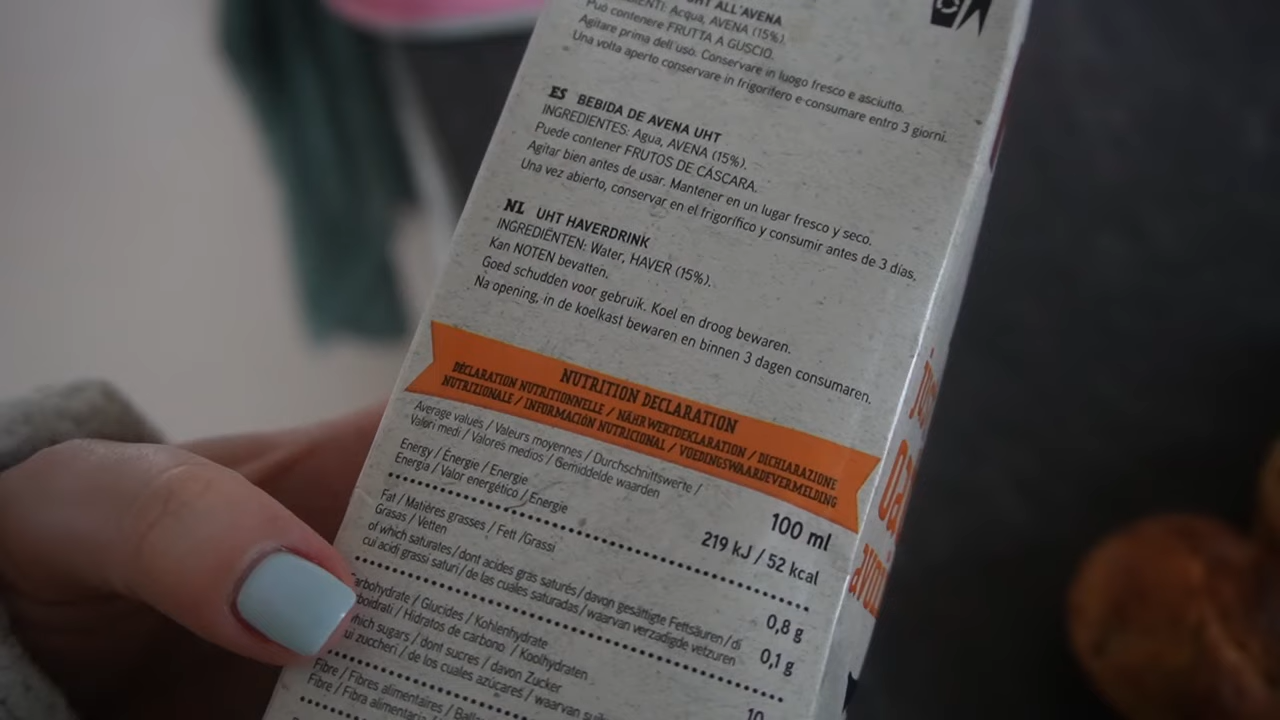 UHT ALL'AVENA
INGREDIENTI: Acqua, AVENA (15%).
Può contenere FRUTTA A GUSCIO.
Agitare prima dell'uso. Conservare in luogo fresco e asciutto.
Una volta aperto conservare in frigorifero e consumare entro 3 giorni.
ES BEBIDA DE AVENA UHT
INGREDIENTES: Agua, AVENA (15%).
Puede contener FRUTOS DE CÁSCARA.
Agitar bien antes de usar. Mantener en un lugar fresco y seco.
Una vez abierto, conservar en el frigorífico y consumir antes de 3 días.
NL UHT HAVERDRINK
INGREDIËNTEN: Water, HAVER (15%).
Kan NOTEN bevatten.
Goed schudden voor gebruik. Koel en droog bewaren.
Na opening, in de koelkast bewaren en binnen 3 dagen consumaren.
NUTRITION DECLARATION
DÉCLARATION NUTRITIONNELLE / NÄHRWERTDEKLARATION / DICHIARAZIONE
NUTRIZIONALE / INFORMACIÓN NUTRICIONAL / VOEDINGSWAARDEVERMELDING
Average values / Valeurs moyennes / Durchschnittswerte /
Valori medi / Valores medios / Gemiddelde waarden
100 ml
Energy / Énergie / Energie
Energia / Valor energético / Energie
219 kJ / 52 kcal
Fat / Matières grasses / Fett /Grassi
Grasas / Vetten
0,8 g
of which saturates / dont acides gras saturés / davon gesättigte Fettsäuren / di
cui acidi grassi saturi / de las cuales saturadas / waarvan verzadigde vetzuren
0,1 g
Carbohydrate / Glucides / Kohlenhydrate
Carboidrati / Hidratos de carbono / Koolhydraten
10
which sugars / dont sucres / davon Zucker
cui zuccheri / de los cuales azúcares / waarvan
Fibre / Fibres alimentaires /
Fibre / Fibra alimentaria